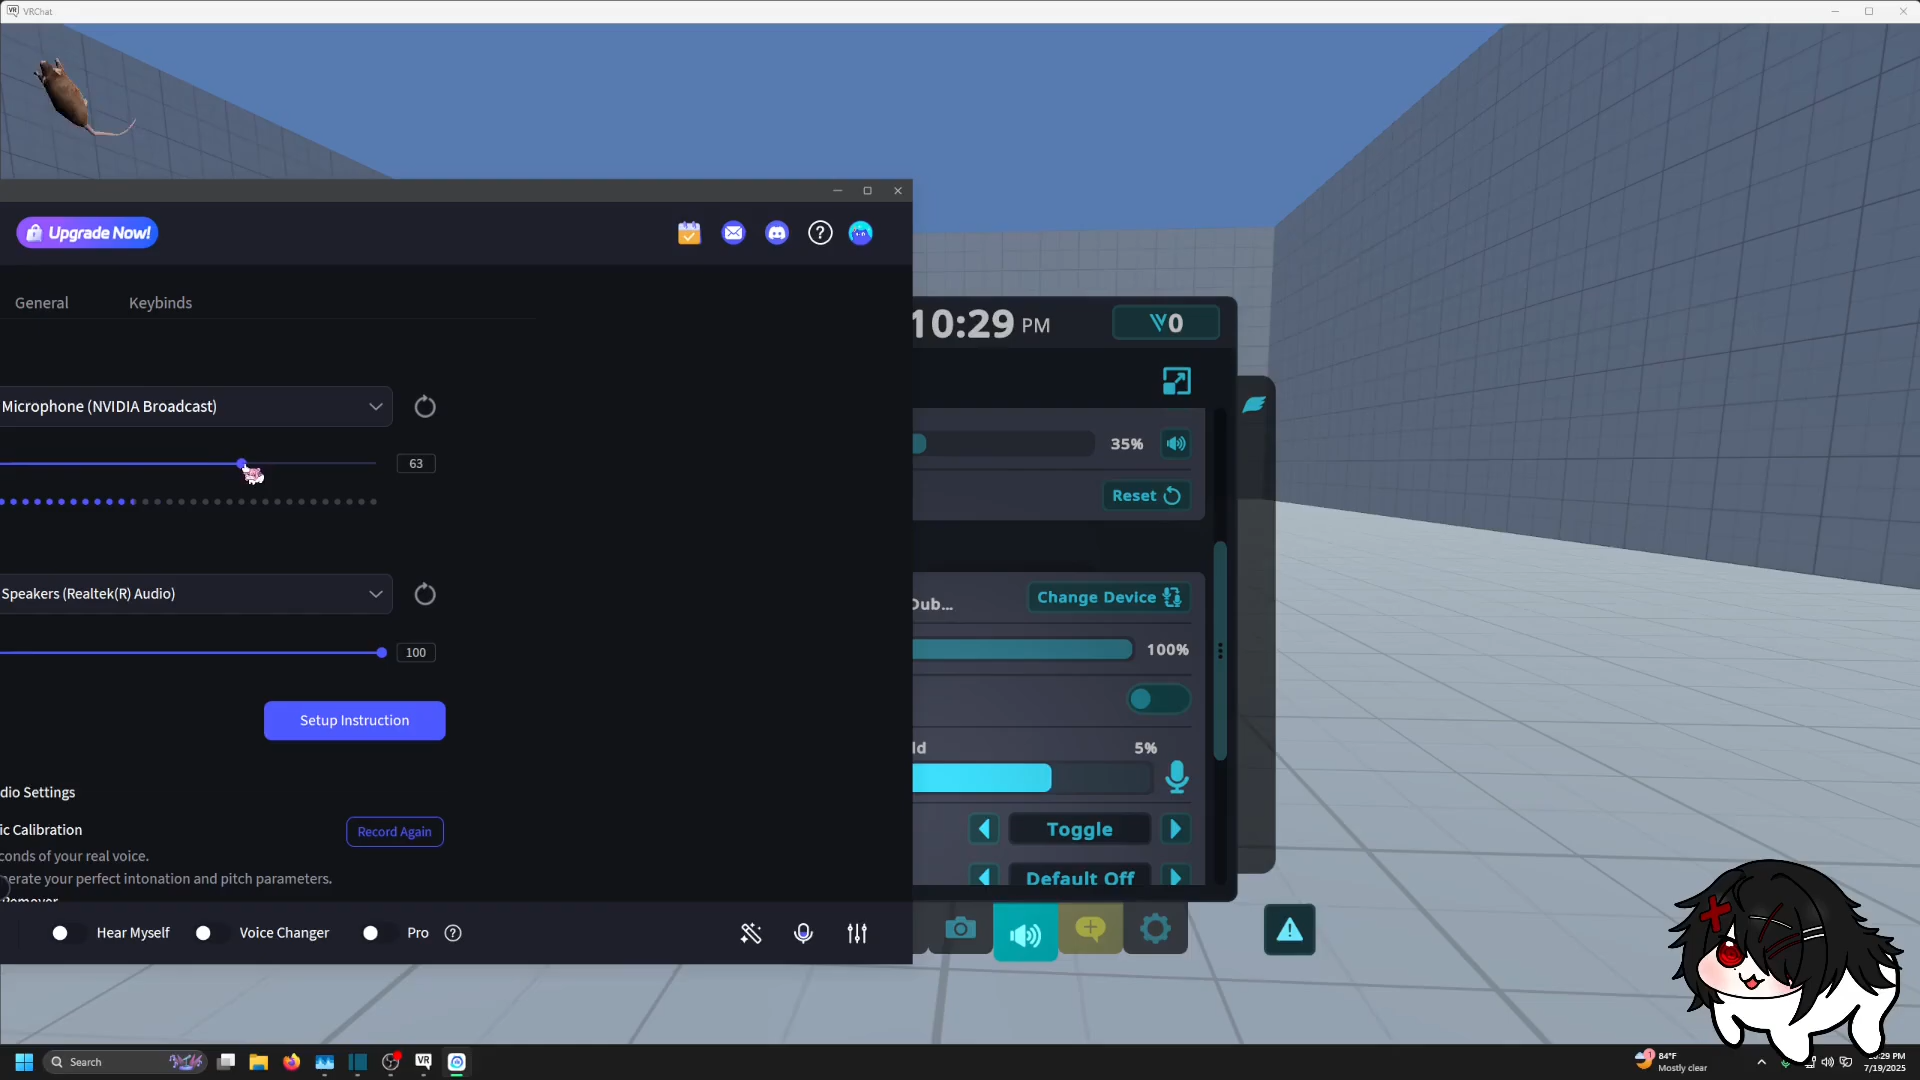 VRChat
Upgrade Now!
General
Keybinds
10:29 PM
0
Microphone (NVIDIA Broadcast)
35%
63
Reset
Speakers (Realtek(R) Audio)
Change Device
100
100%
Setup Instruction
5%
dio Settings
ic Calibration
Record Again
Toggle
conds of your real voice.
erate your perfect intonation and pitch parameters.
Default Off
Hear Myself
Voice Changer
Pro
Search
84°F
Mostly clear
7/19/2025